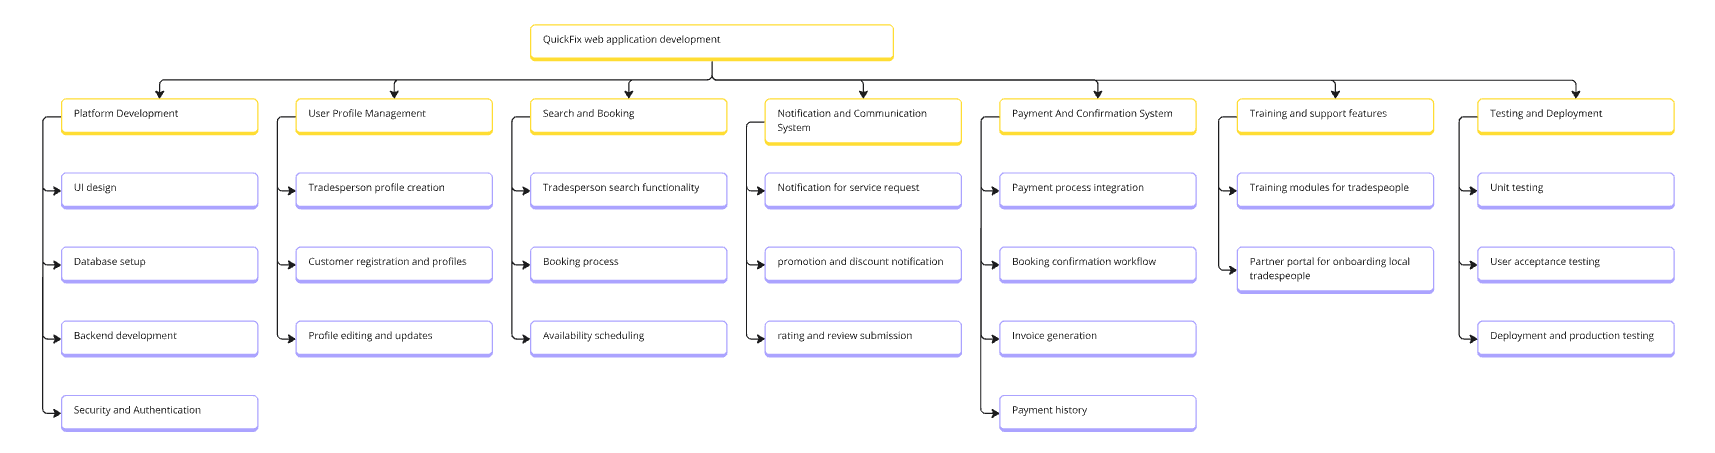 QuickFix web application development
Platform Development
UI design
Database setup
Backend development
Security and Authentication
User Profile Management
Tradesperson profile creation
Customer registration and profiles
Profile editing and updates
Search and Booking
Tradesperson search functionality
Booking process
Availability scheduling
Notification and Communication
System
Notification for service request
promotion and discount notification
rating and review submission
Payment And Confirmation System
Payment process integration
Booking confirmation workflow
Invoice generation
Payment history
Training and support features
Training modules for tradespeople
Partner portal for onboarding local
tradespeople
Testing and Deployment
Unit testing
User acceptance testing
Deployment and production testing